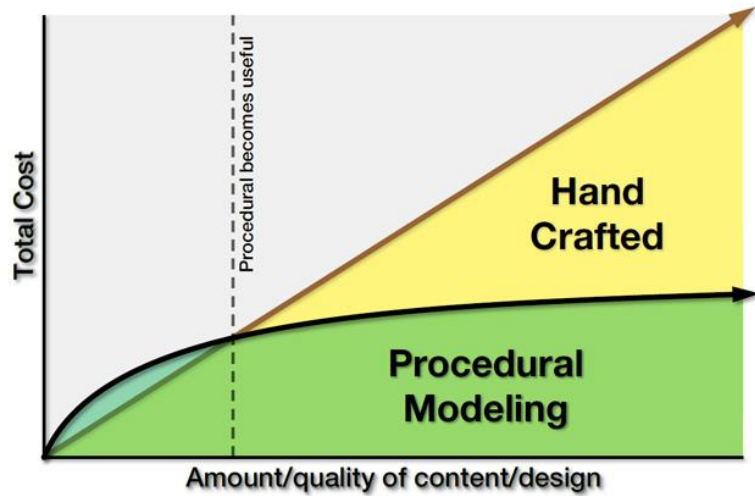 Total Cost
Procedural becomes useful
Hand
Crafted
Procedural
Modeling
Amount/quality of content/design